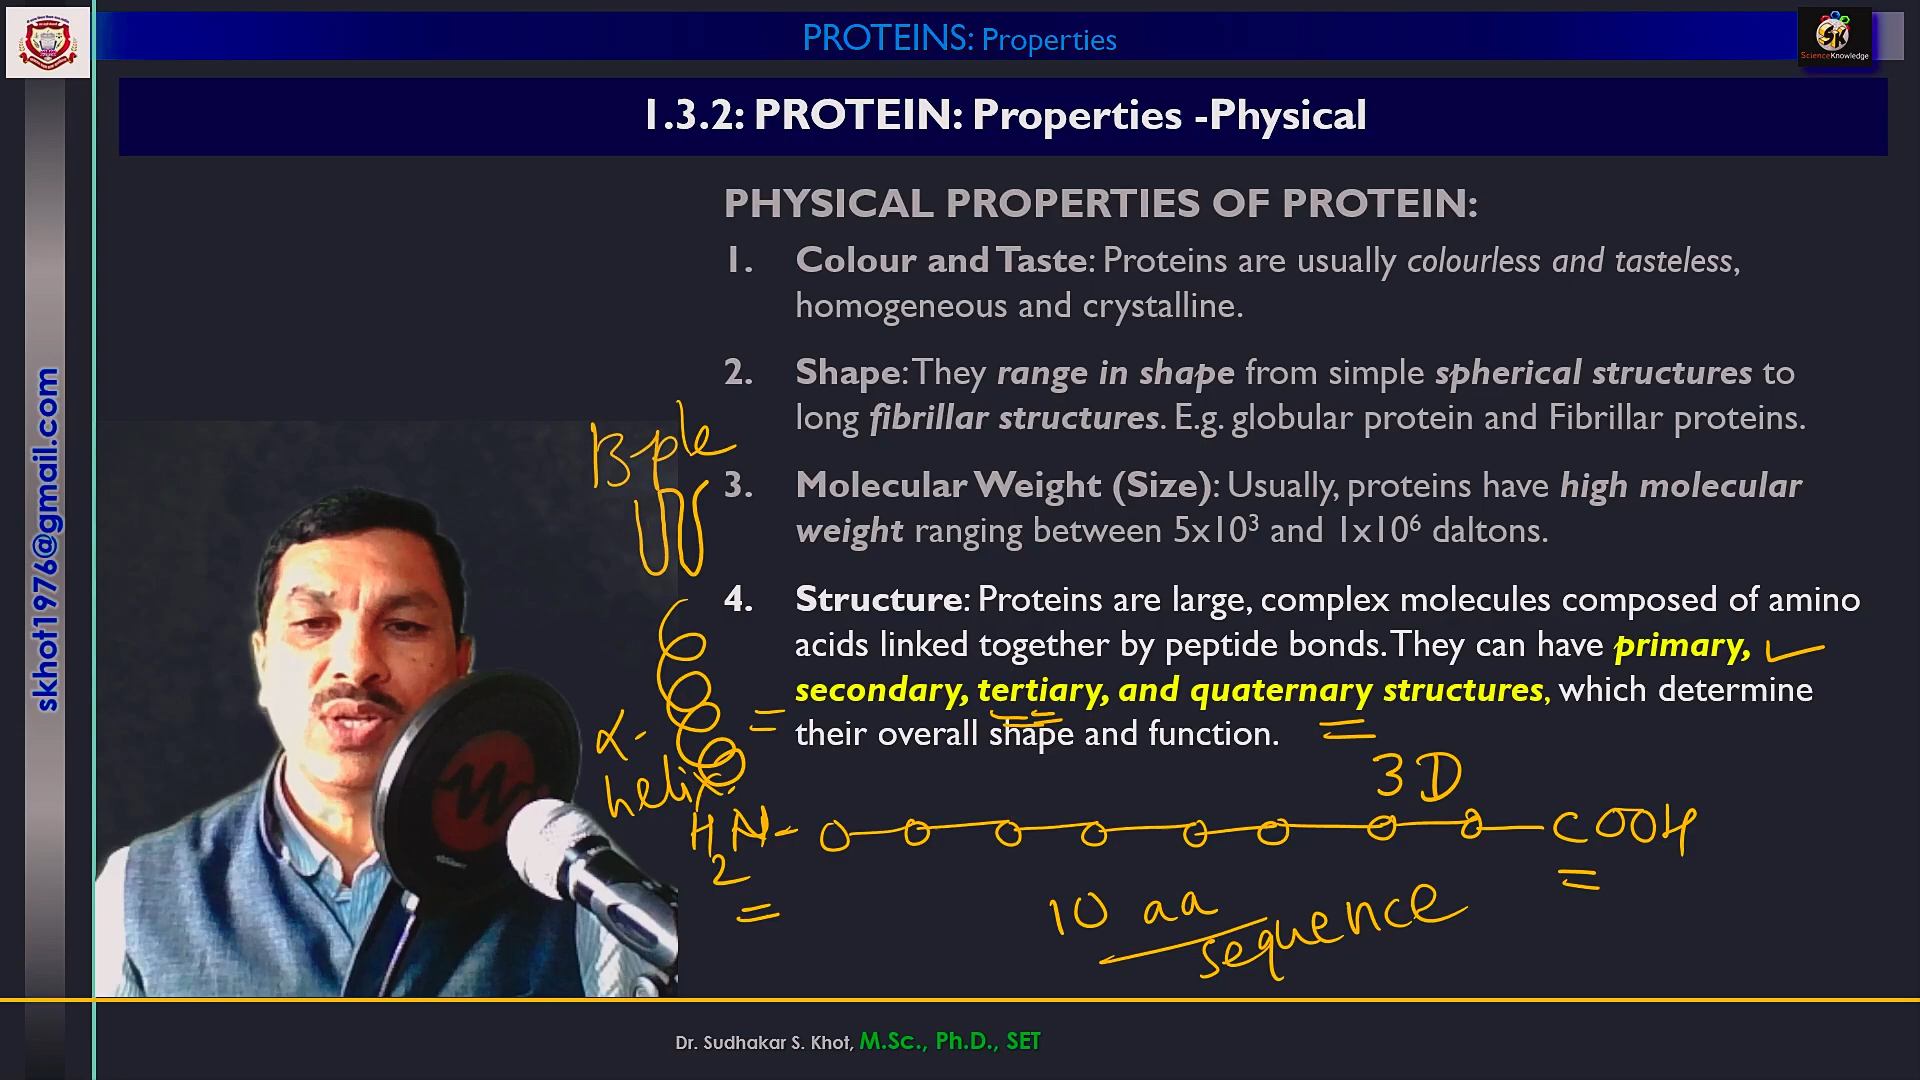 PROTEINS: Properties
ScienceKnowledge
1.3.2: PROTEIN: Properties -Physical
PHYSICAL PROPERTIES OF PROTEIN:
1. Colour and Taste: Proteins are usually colourless and tasteless,
homogeneous and crystalline.
2. Shape: They range in shape from simple spherical structures to
long fibrillar structures. E.g. globular protein and Fibrillar proteins.
3. Molecular Weight (Size): Usually, proteins have high molecular
weight ranging between 5x10³ and 1x10⁶ daltons.
4. Structure: Proteins are large, complex molecules composed of amino
acids linked together by peptide bonds. They can have primary,
secondary, tertiary, and quaternary structures, which determine
their overall shape and function.
α-
helix
3D
H2N-
COOH
10 aa
sequence
skhot1976@gmail.com
Dr. Sudhakar S. Khot, M.Sc., Ph.D., SET